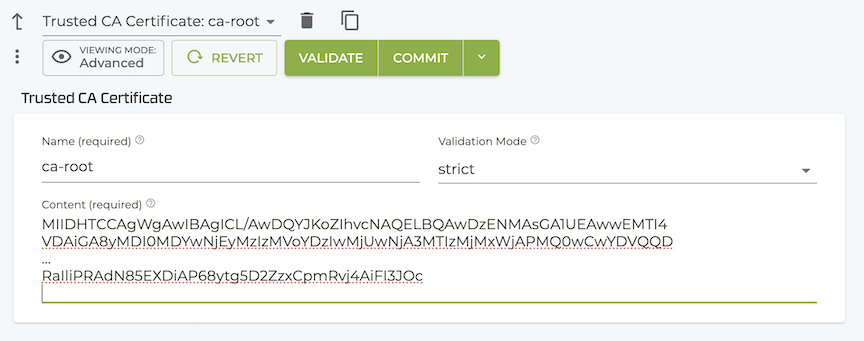 Trusted CA Certificate: ca-root
VIEWING MODE:
Advanced
REVERT
VALIDATE
COMMIT
Trusted CA Certificate
Name (required)
Validation Mode
ca-root
strict
Content (required)
MIIDHTCCAgWgAwIBAgICL/AwDQYJKoZIhvcNAQELBQAwDzENMAsGA1UEAwwEMTI4
VDAiGA8yMDI0MDYwNjEyMzIzMVoYDzIwMjUwNjA3MTIzMjMxWjAPMQ0wCwYDVQQD
...
RaIliPRAdN85EXDiAP68ytg5D2ZzxCpmRvj4AiFI3JOc